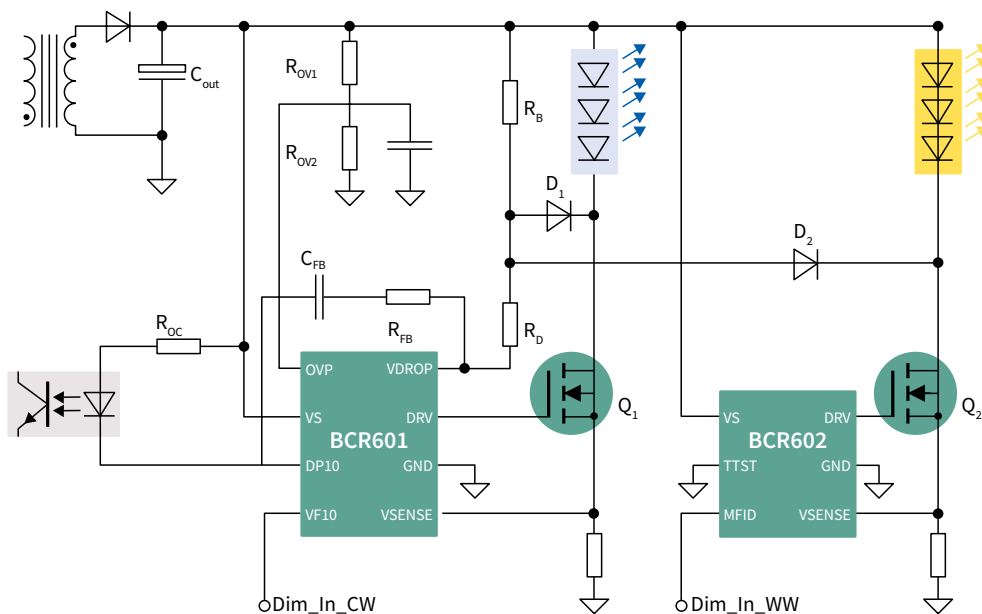 C_out
R_OV1
R_B
R_OV2
D_1
D_2
C_FB
R_OC
R_FB
R_D
OVP
VDROP
VS
DRV
BCR601
DP10
GND
VF10
VSENSE
Q_1
VS
DRV
BCR602
TTST
GND
MFID
VSENSE
Q_2
Dim_In_CW
Dim_In_WW